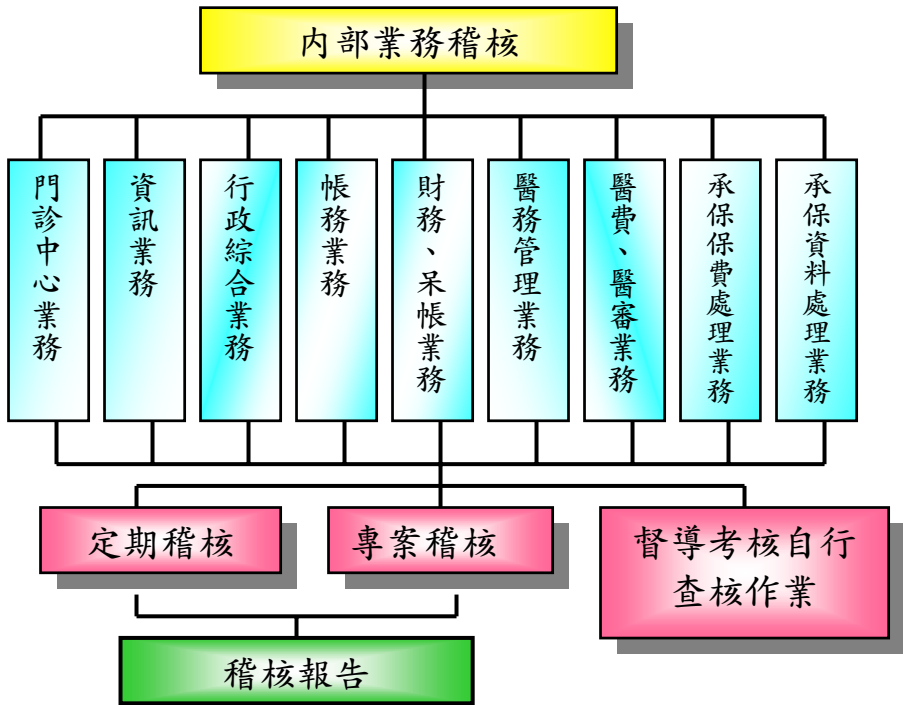 內部業務稽核
門診中心業務
資訊業務
行政綜合業務
帳務業務
財務、呆帳業務
醫務管理業務
醫費、醫審業務
承保保費處理業務
承保資料處理業務
定期稽核
專案稽核
督導考核自行
查核作業
稽核報告